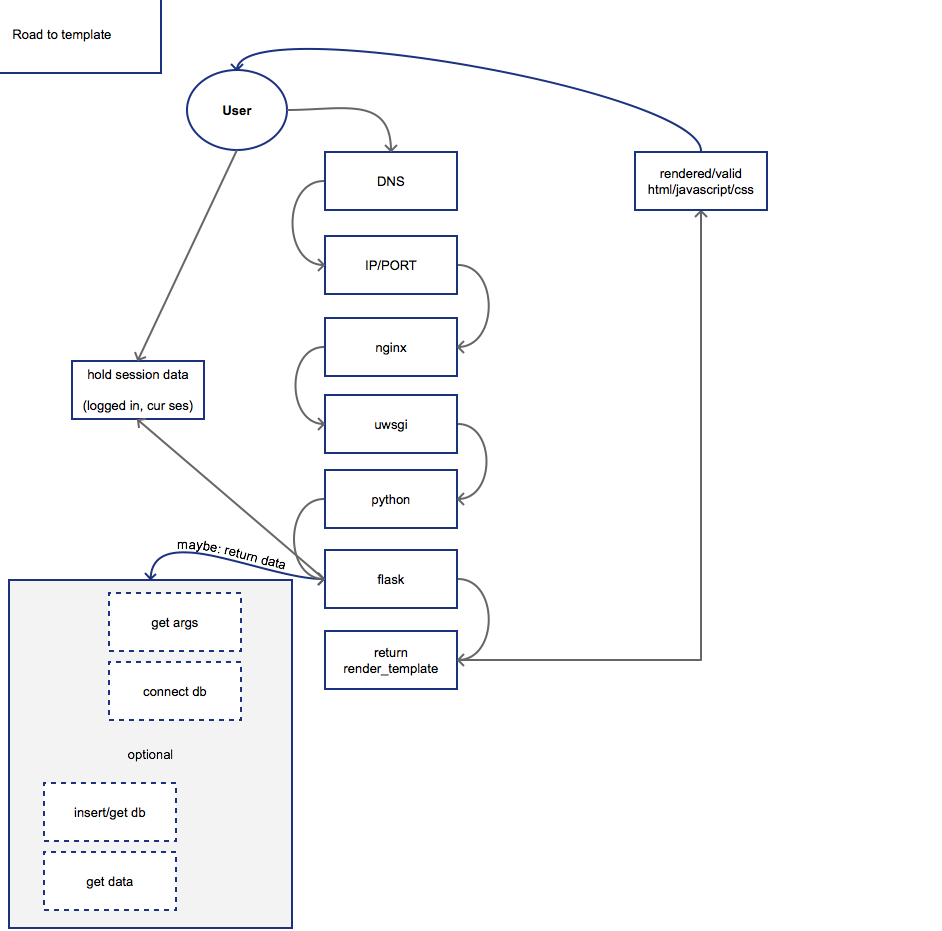 Road to template
User
DNS
rendered/valid
html/javascript/css
IP/PORT
nginx
hold session data
(logged in, cur ses)
uwsgi
python
maybe: return data
flask
get args
return
render_template
connect db
optional
insert/get db
get data